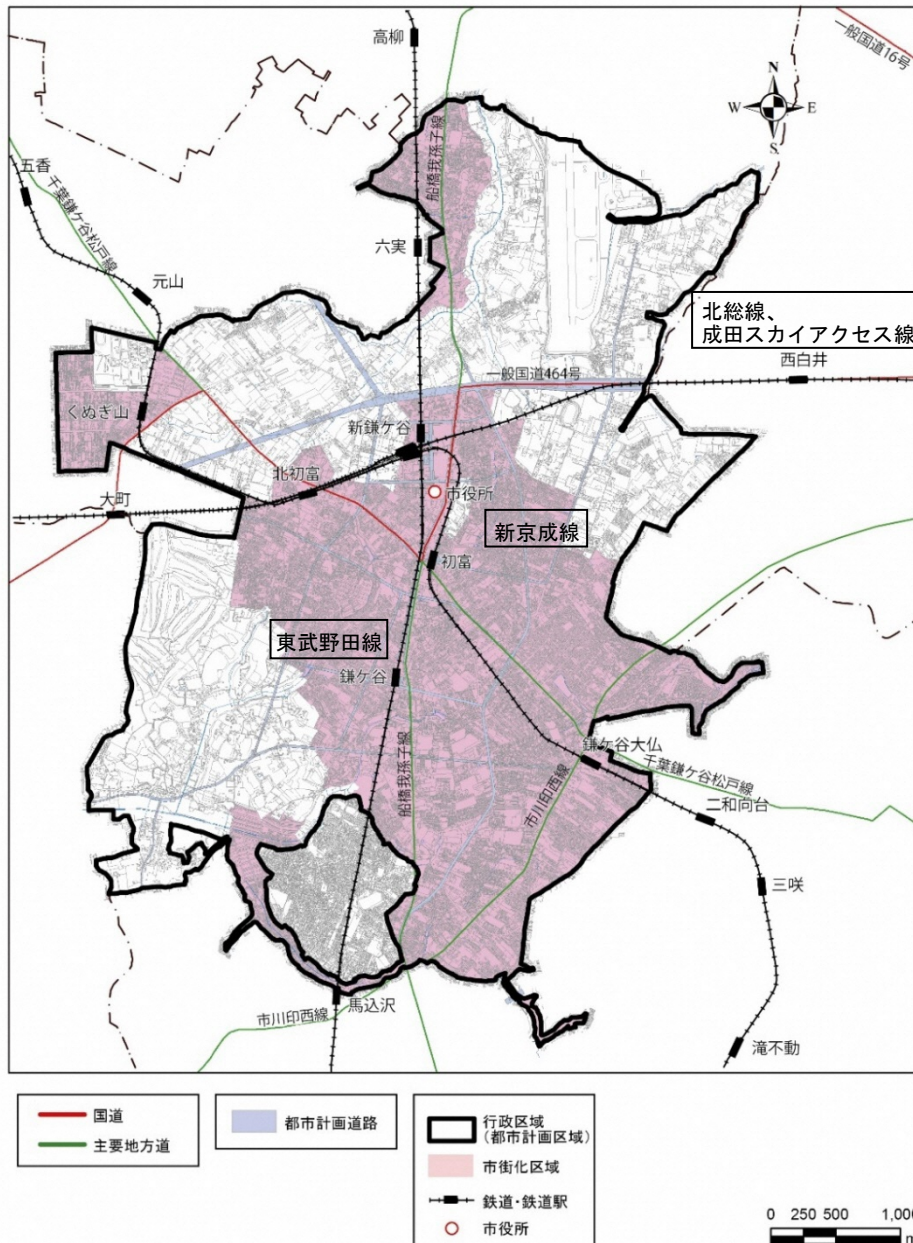 高柳
一般国道16号
N
W
E
S
五香
千葉鎌ケ谷松戸線
船橋我孫子線
六実
元山
北総線、
成田スカイアクセス線
西白井
一般国道464号
くぬぎ山
新鎌ケ谷
北初富
市役所
大町
新京成線
初富
東武野田線
鎌ケ谷
鎌ケ谷大仏
千葉鎌ケ谷松戸線
船橋我孫子線
市川印西線
二和向台
三咲
馬込沢
市川印西線
滝不動
国道
主要地方道
都市計画道路
行政区域
(都市計画区域)
市街化区域
鉄道・鉄道駅
市役所
0 250 500 1,000
m